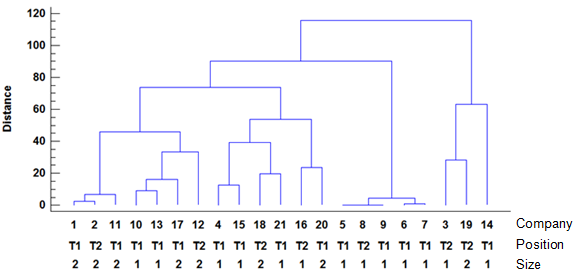 120
100
80
60
40
20
0
Distance
1 2 11 10 13 17 12 4 15 18 21 16 20 5 8 9 6 7 3 19 14 Company
T1 T2 T1 T1 T1 T1 T2 T1 T1 T2 T1 T2 T1 T1 T2 T1 T1 T1 T2 T2 T1 Position
2 2 2 1 1 2 2 1 1 2 1 1 1 1 1 1 1 1 1 2 1 Size